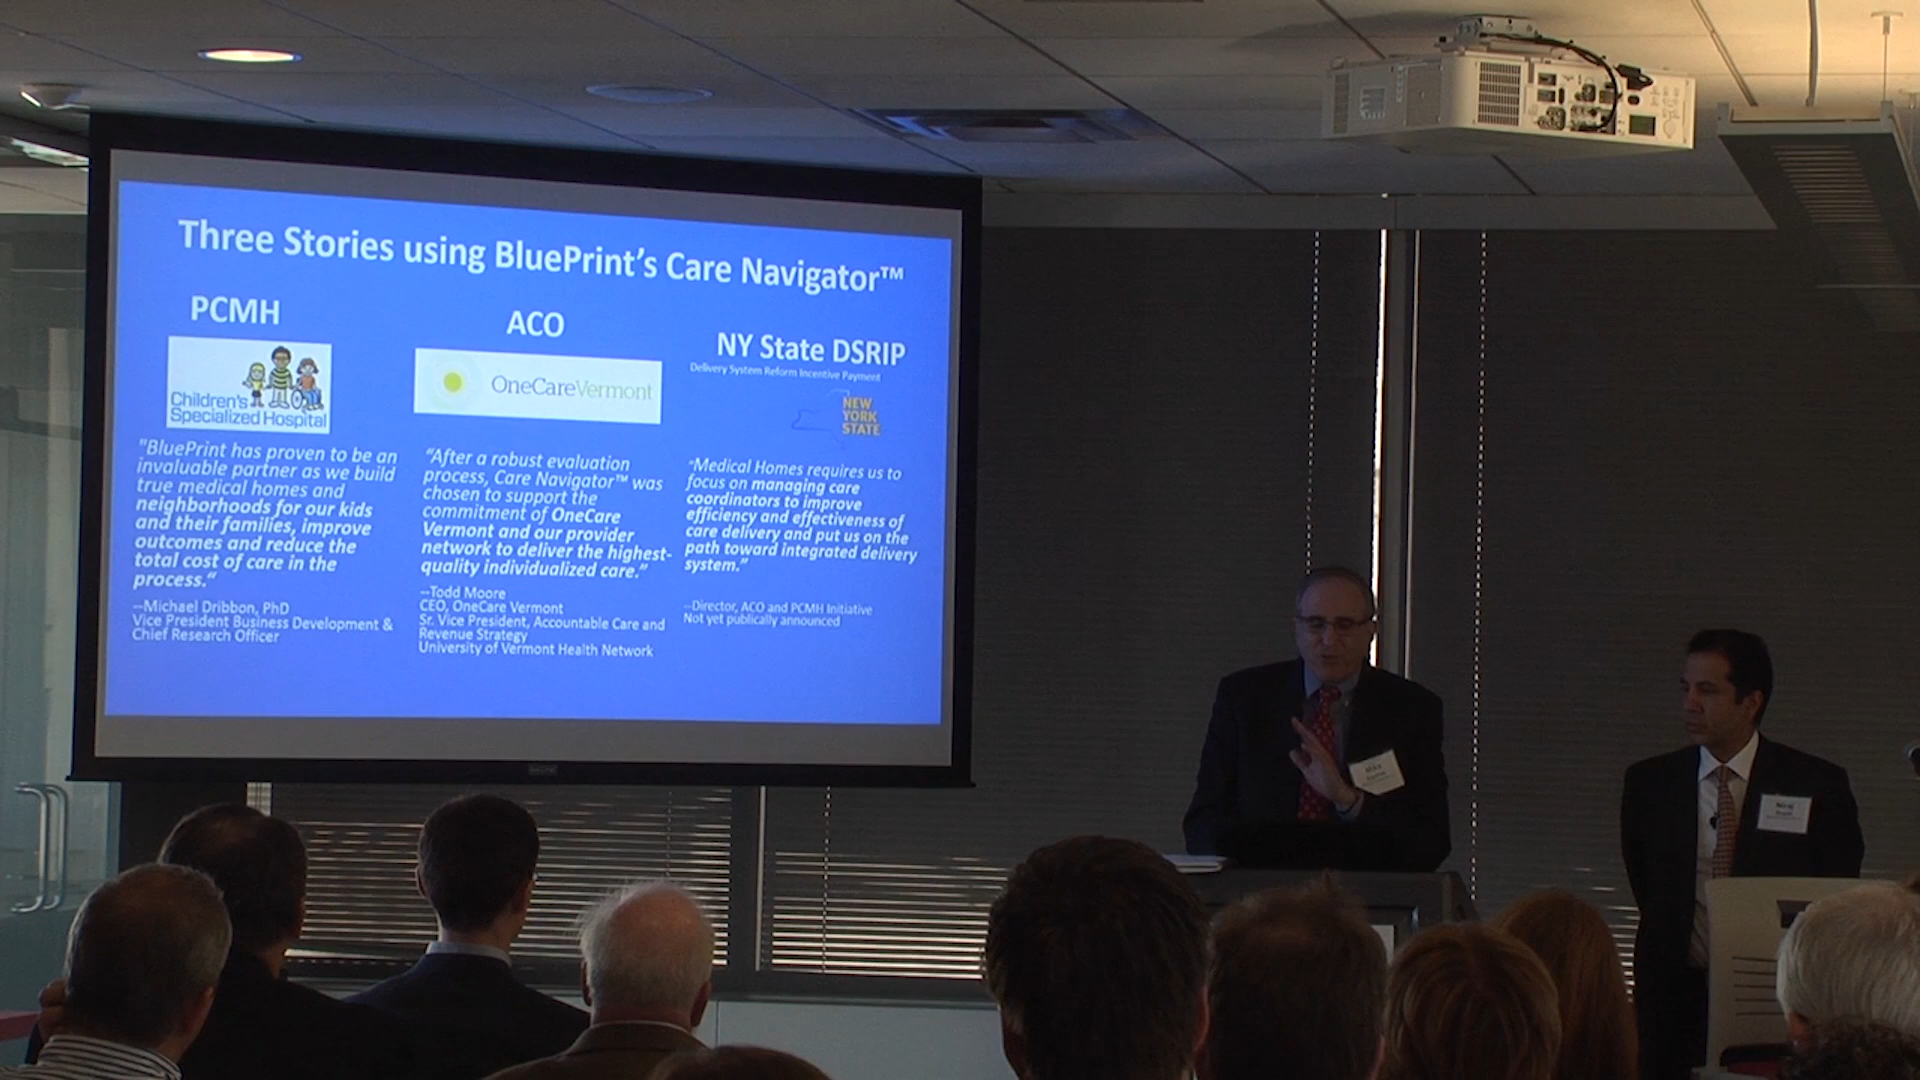 Three Stories using BluePrint's Care Navigator™
PCMH
Children's
Specialized Hospital
"BluePrint has proven to be an
invaluable partner as we build
true medical homes and
neighborhoods for our kids
and their families, improve
outcomes and reduce the
total cost of care in the
process."
--Michael Dribbon, PhD
Vice President Business Development &
Chief Research Officer
ACO
OneCareVermont
"After a robust evaluation
process, Care Navigator™ was
chosen to support the
commitment of OneCare
Vermont and our provider
network to deliver the highest-
quality individualized care."
--Todd Moore
CEO, OneCare Vermont
Sr. Vice President, Accountable Care and
Revenue Strategy
University of Vermont Health Network
NY State DSRIP
Delivery System Reform Incentive Payment
NEW
YORK
STATE
"Medical Homes requires us to
focus on managing care
coordinators to improve
efficiency and effectiveness of
care delivery and put us on the
path toward integrated delivery
system."
--Director, ACO and PCMH Initiative
Not yet publically announced
Mike
Niraj